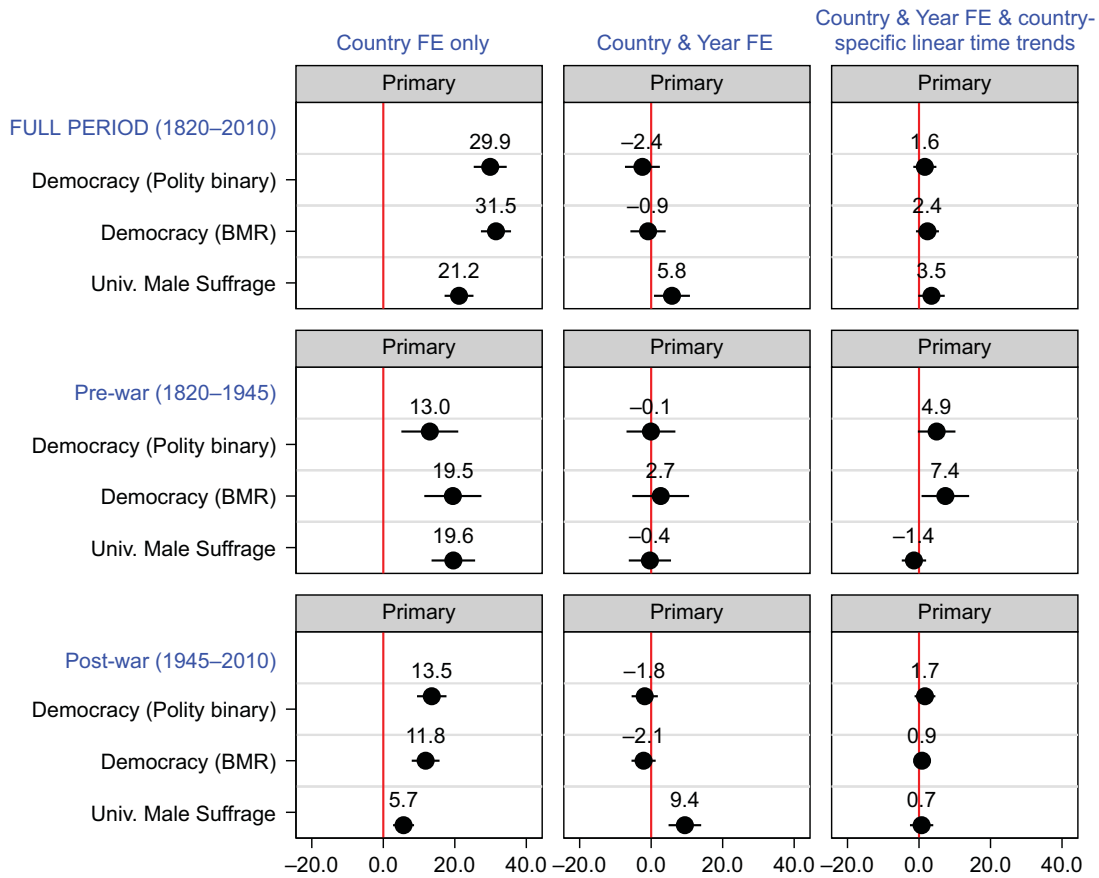 Country FE only
Country & Year FE
Country & Year FE & country-
specific linear time trends
Primary
Primary
Primary
FULL PERIOD (1820–2010)
29.9
–2.4
1.6
Democracy (Polity binary)
31.5
–0.9
2.4
Democracy (BMR)
21.2
5.8
3.5
Univ. Male Suffrage
Primary
Primary
Primary
Pre-war (1820–1945)
13.0
–0.1
4.9
Democracy (Polity binary)
19.5
2.7
7.4
Democracy (BMR)
19.6
–0.4
–1.4
Univ. Male Suffrage
Primary
Primary
Primary
Post-war (1945–2010)
13.5
–1.8
1.7
Democracy (Polity binary)
11.8
–2.1
0.9
Democracy (BMR)
5.7
9.4
0.7
Univ. Male Suffrage
–20.0 0.0 20.0 40.0 –20.0 0.0 20.0 40.0 –20.0 0.0 20.0 40.0